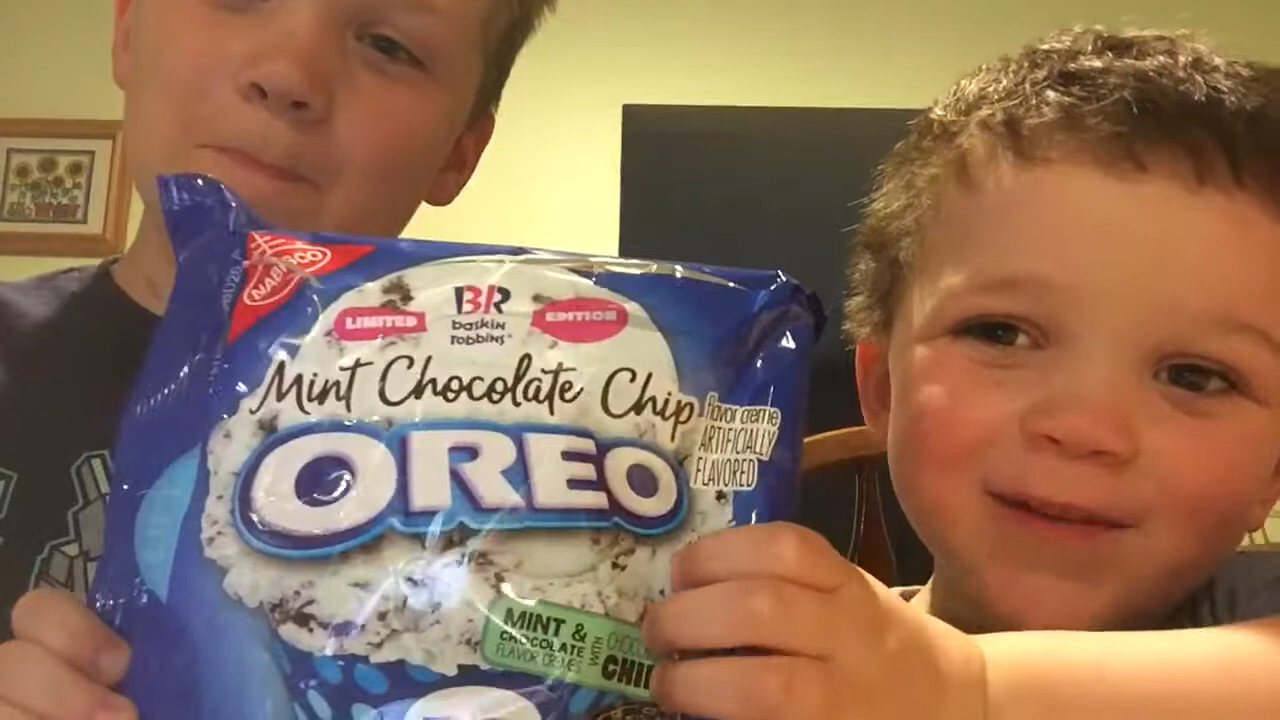 NABISCO
LIMITED
BR
EDITION
baskin
robbins
Mint Chocolate Chip
Flavor creme
ARTIFICIALLY
FLAVORED
OREO
MINT &
CHOCOLATE
FLAVOR CREMES
WITH